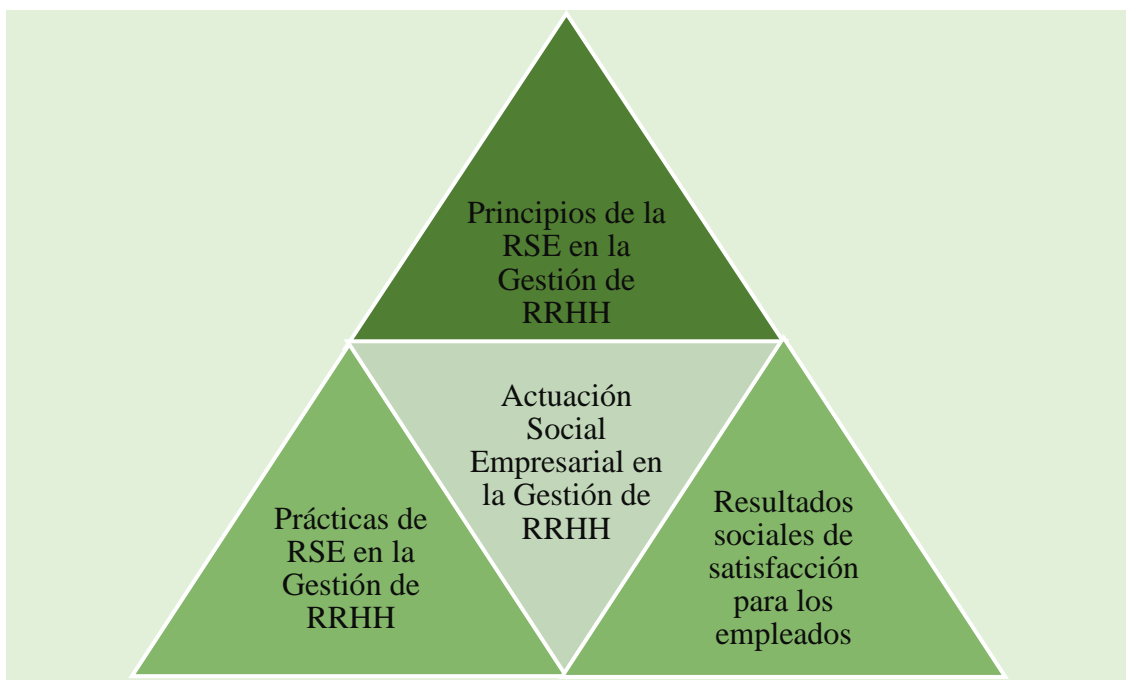 Principios de la
RSE en la
Gestión de
RRHH
Actuación
Social
Empresarial en
la Gestión de
RRHH
Prácticas de
RSE en la
Gestión de
RRHH
Resultados
sociales de
satisfacción
para los
empleados